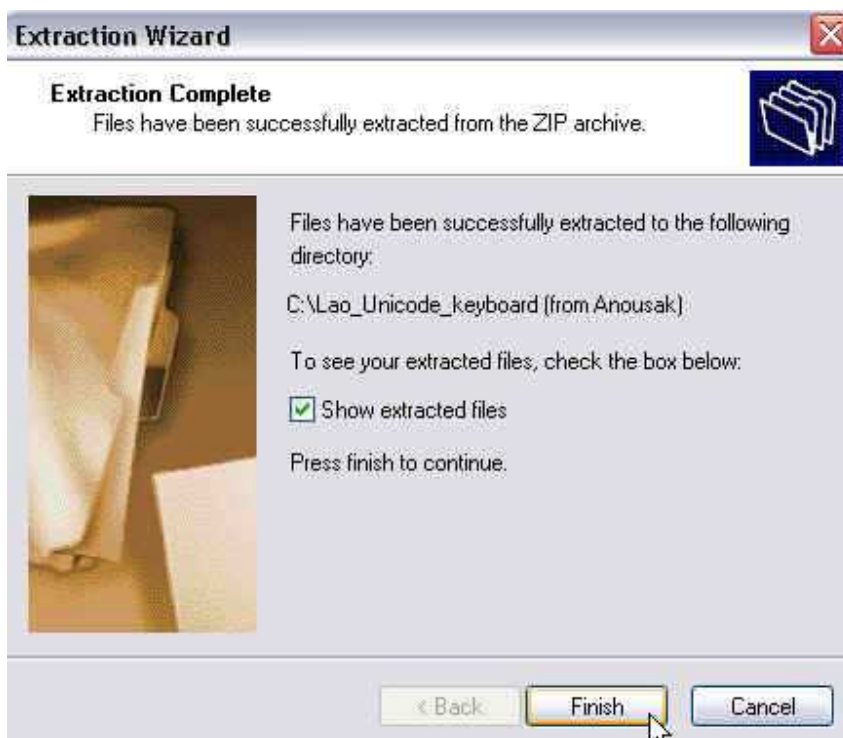 Extraction Wizard
Extraction Complete
Files have been successfully extracted from the ZIP archive.
Files have been successfully extracted to the following
directory:
C:\Lao_Unicode_keyboard (from Anousak)
To see your extracted files, check the box below:
Show extracted files
Press finish to continue.
< Back
Finish
Cancel